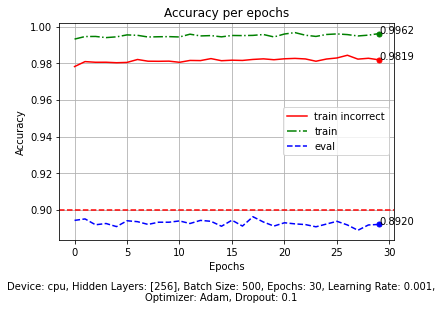 Accuracy per epochs
1.00
0.98
0.96
0.94
0.92
0.90
Accuracy
0.9962
0.9819
0.8920
train incorrect
train
eval
0 5 10 15 20 25 30
Epochs
Device: cpu, Hidden Layers: [256], Batch Size: 500, Epochs: 30, Learning Rate: 0.001,
Optimizer: Adam, Dropout: 0.1